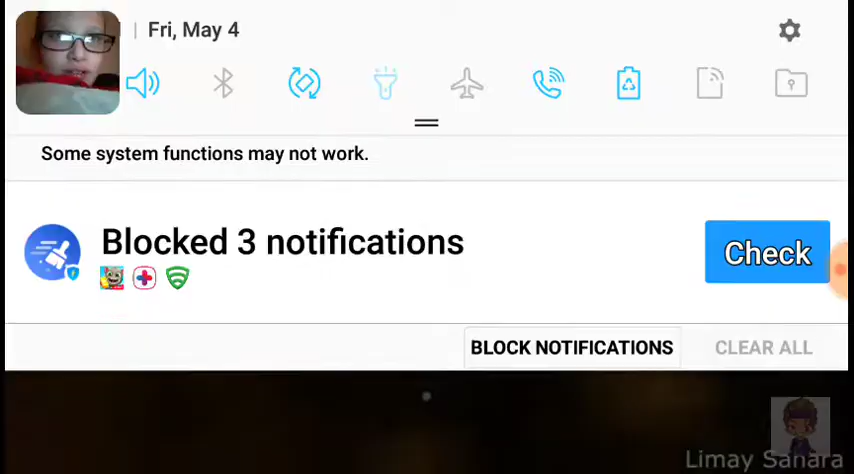 Fri, May 4
Some system functions may not work.
Blocked 3 notifications
Check
BLOCK NOTIFICATIONS
CLEAR ALL
Limay Sanara